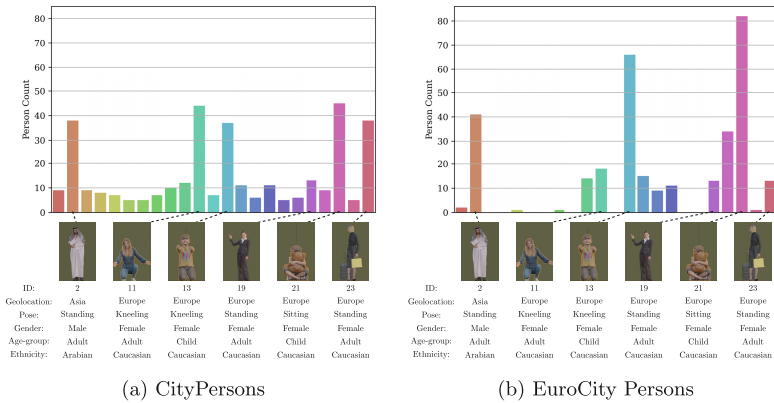 80
70
60
50
40
30
20
10
0
Person Count
ID: 2 11 13 19 21 23
Geolocation: Asia Europe Europe Europe Europe Europe
Pose: Standing Kneeling Kneeling Standing Sitting Standing
Gender: Male Female Female Female Female Female
Age-group: Adult Adult Child Adult Child Adult
Ethnicity: Arabian Caucasian Caucasian Caucasian Caucasian Caucasian
(a) CityPersons
80
70
60
50
40
30
20
10
0
Person Count
ID: 2 11 13 19 21 23
Geolocation: Asia Europe Europe Europe Europe Europe
Pose: Standing Kneeling Kneeling Standing Sitting Standing
Gender: Male Female Female Female Female Female
Age-group: Adult Adult Child Adult Child Adult
Ethnicity: Arabian Caucasian Caucasian Caucasian Caucasian Caucasian
(b) EuroCity Persons